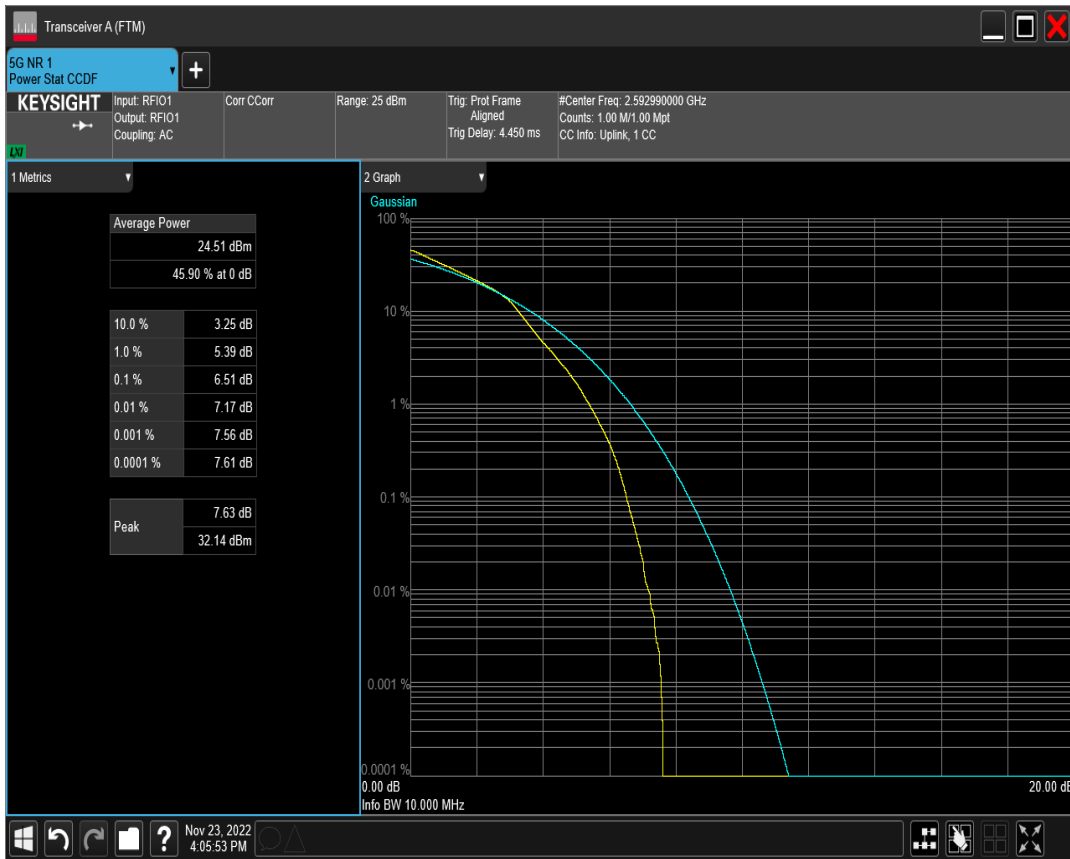 Transceiver A (FTM)
5G NR 1
Power Stat CCDF
+
KEYSIGHT
LXI
Input: RFIO1
Output: RFIO1
Coupling: AC
Corr CCorr
Range: 25 dBm
Trig: Prot Frame
Aligned
Trig Delay: 4.450 ms
#Center Freq: 2.592990000 GHz
Counts: 1.00 M/1.00 Mpt
CC Info: Uplink, 1 CC
1 Metrics
Average Power
24.51 dBm
45.90 % at 0 dB
10.0 % 3.25 dB
1.0 % 5.39 dB
0.1 % 6.51 dB
0.01 % 7.17 dB
0.001 % 7.56 dB
0.0001 % 7.61 dB
Peak 7.63 dB
32.14 dBm
2 Graph
Gaussian
100 %
10 %
1 %
0.1 %
0.01 %
0.001 %
0.0001 %
0.00 dB 20.00 dB
Info BW 10.000 MHz
?
Nov 23, 2022
4:05:53 PM